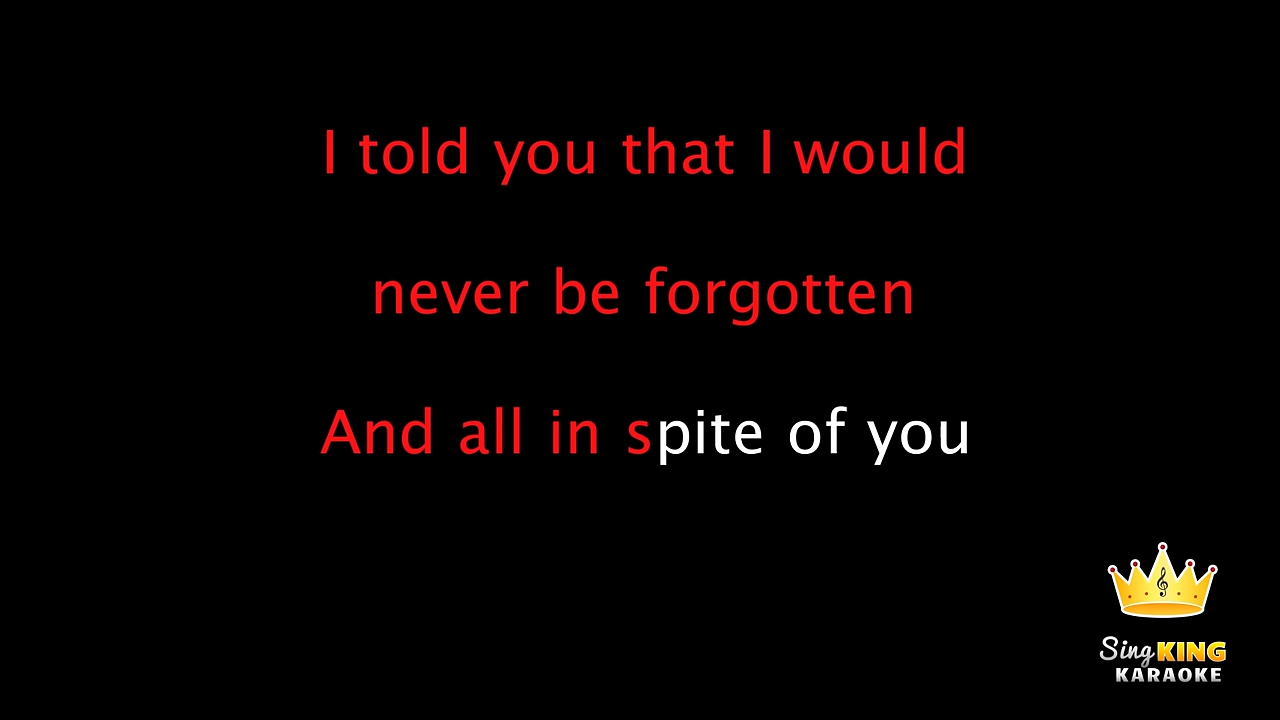 I told you that I would
never be forgotten
And all in spite of you
Sing KING
KARAOKE